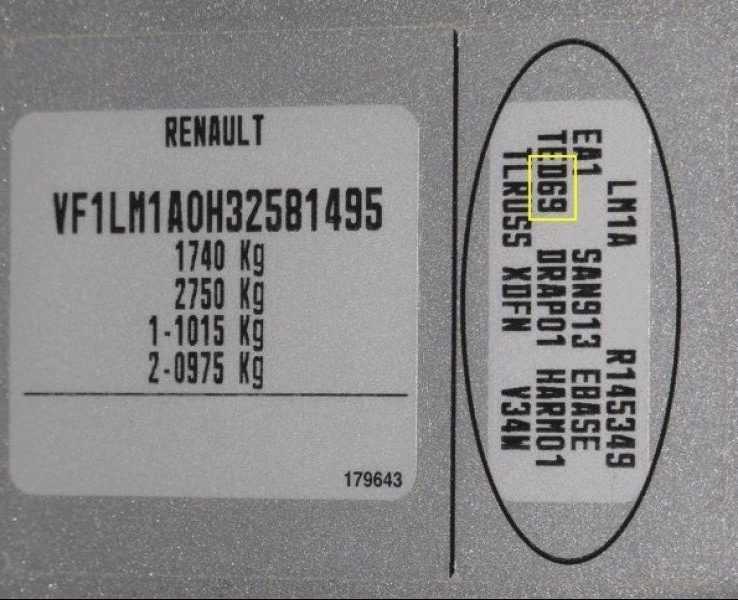 RENAULT
VF1LM1A0H32581495
1740 Kg
2750 Kg
1-1015 Kg
2-0975 Kg
179643
LM1A R145349
EA1 SAN913 EBASE
TED69 DRAP01 HARM01
TLRUSS XDFN V34W